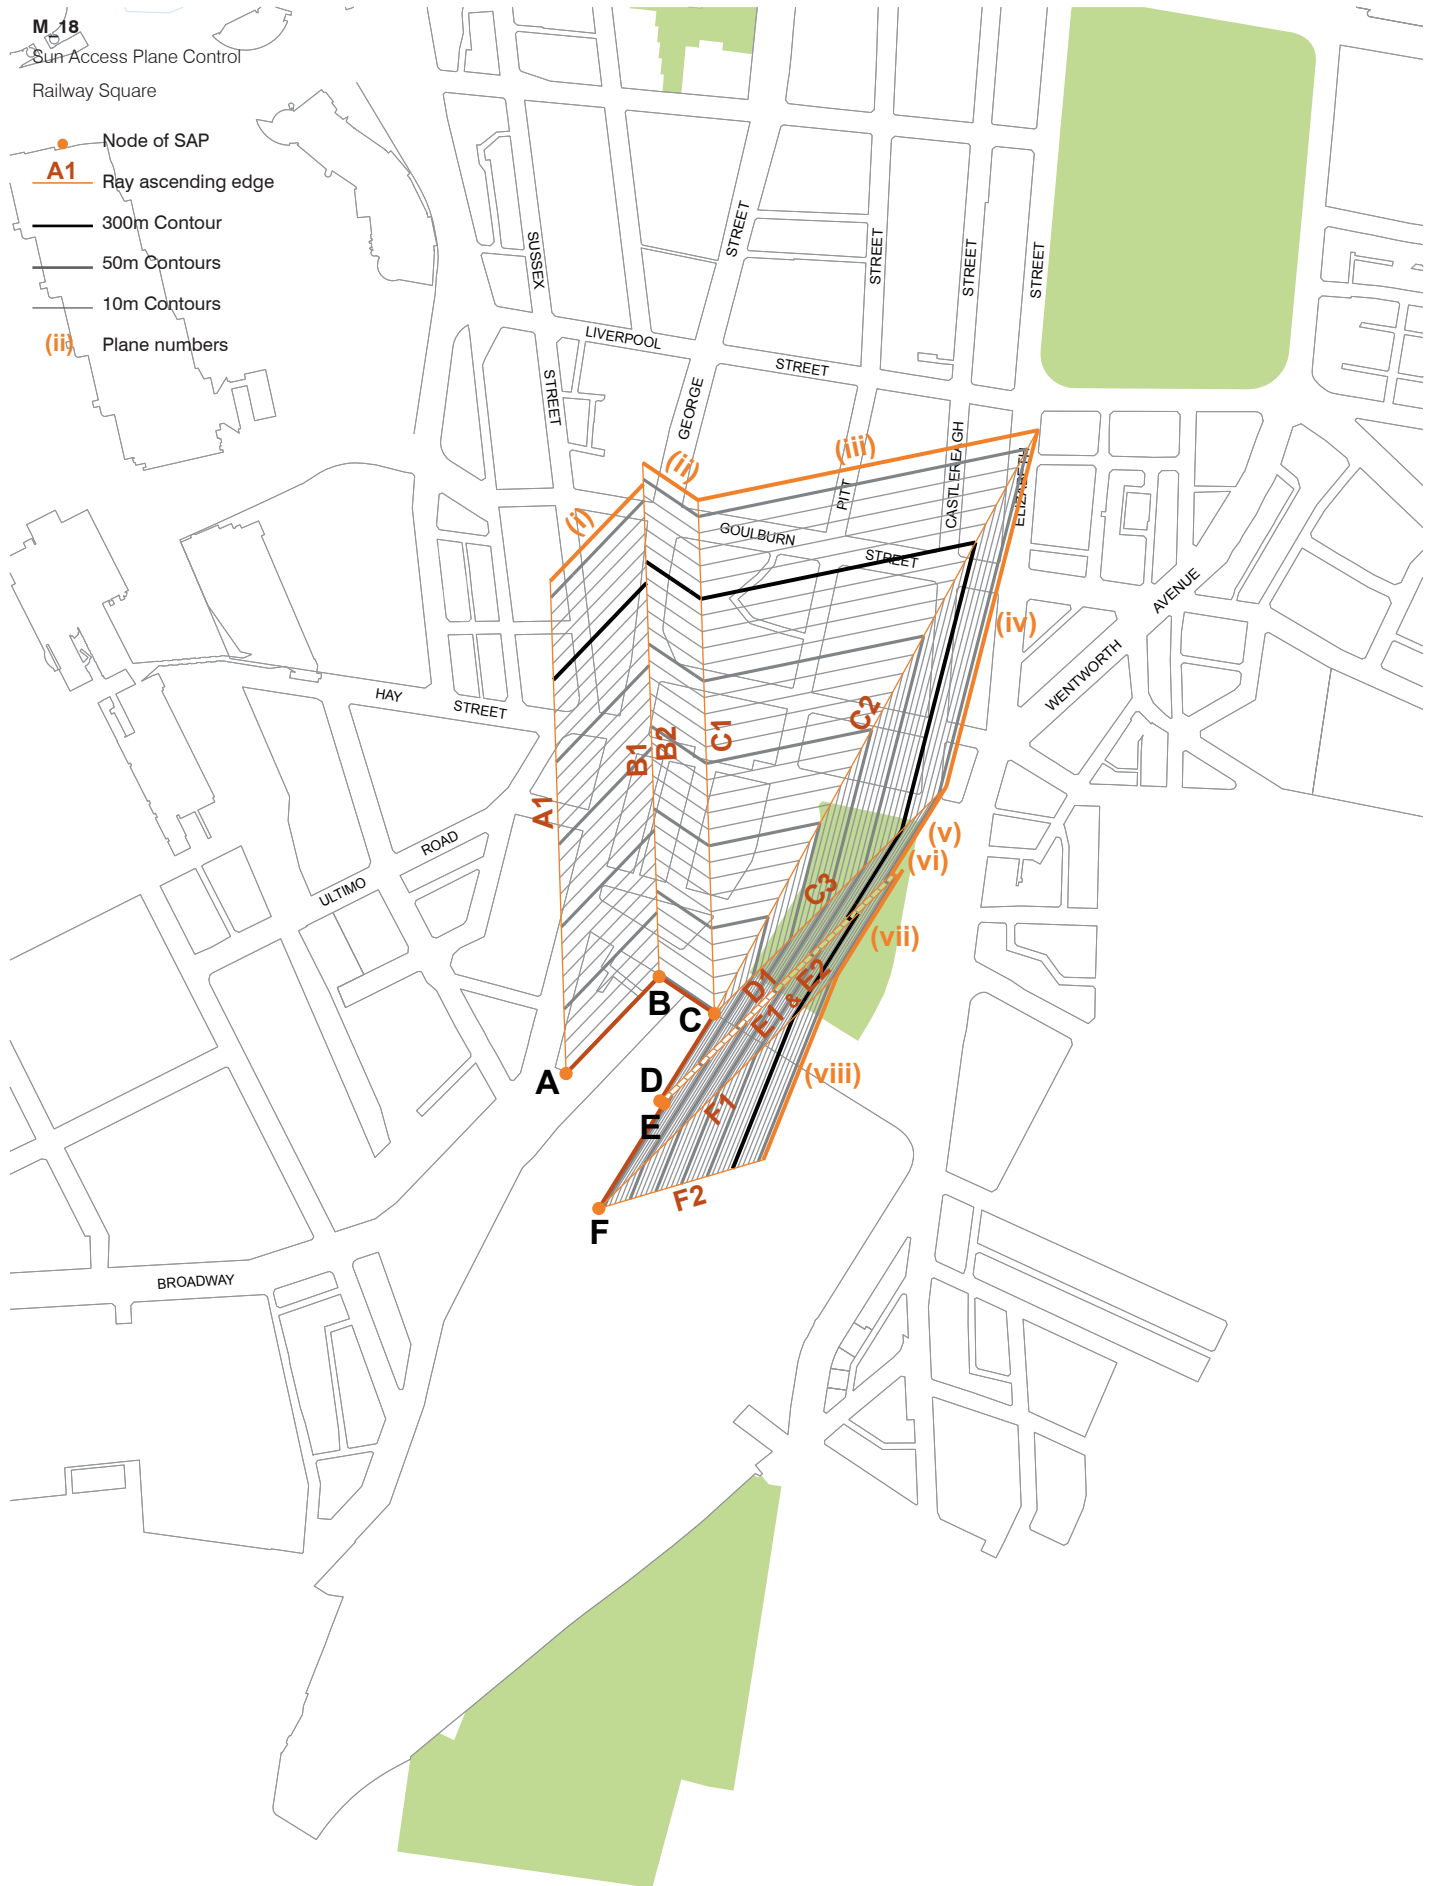 M_18
Sun Access Plane Control
Railway Square
Node of SAP
A1
Ray ascending edge
300m Contour
50m Contours
10m Contours
(ii)
Plane numbers
SUSSEX
STREET
STREET
STREET
STREET
STREET
LIVERPOOL
STREET
GEORGE
(iii)
(ii)
(i)
PITT
CASTLEREAGH
ELIZABETH
GOULBURN
STREET
AVENUE
WENTWORTH
(iv)
HAY
STREET
C2
C1
B2
B1
A1
ROAD
ULTIMO
(v)
(vi)
C3
(vii)
D1
E1 & F2
B
C
A
D
E
F1
(viii)
F2
F
BROADWAY